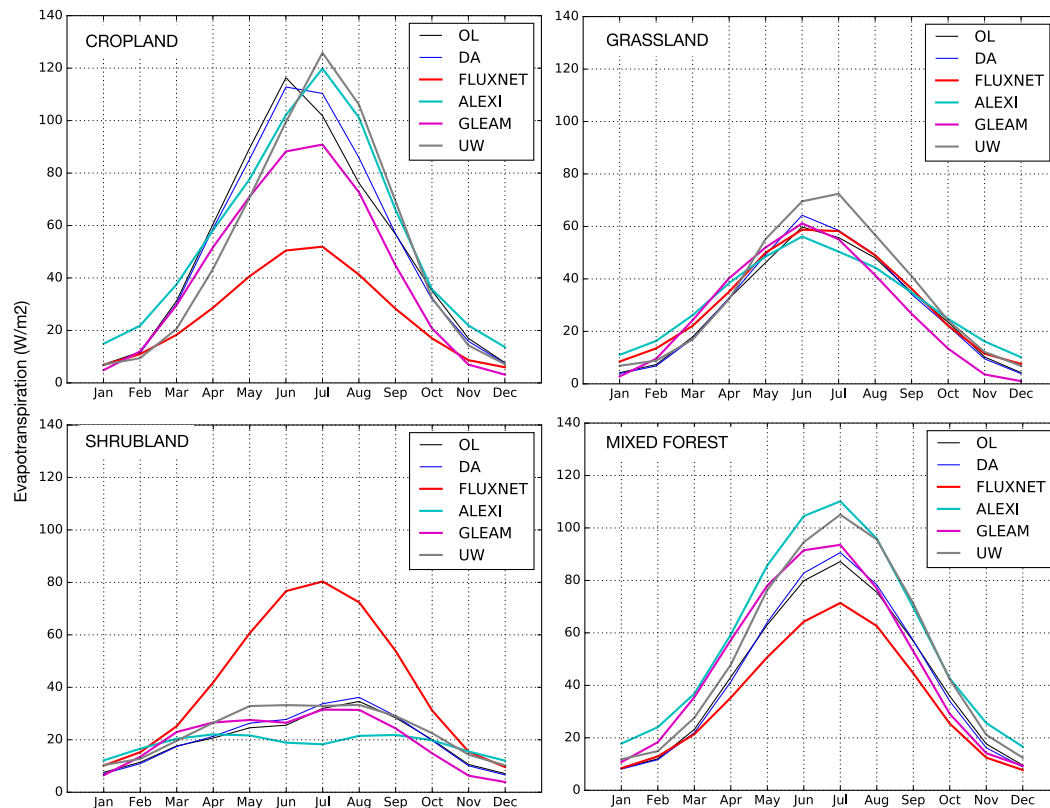 Evapotranspiration (W/m2)
CROPLAND
140
120
100
80
60
40
20
0
OL
DA
FLUXNET
ALEXI
GLEAM
UW
Jan Feb Mar Apr May Jun Jul Aug Sep Oct Nov Dec
GRASSLAND
140
120
100
80
60
40
20
0
OL
DA
FLUXNET
ALEXI
GLEAM
UW
Jan Feb Mar Apr May Jun Jul Aug Sep Oct Nov Dec
SHRUBLAND
140
120
100
80
60
40
20
0
OL
DA
FLUXNET
ALEXI
GLEAM
UW
Jan Feb Mar Apr May Jun Jul Aug Sep Oct Nov Dec
MIXED FOREST
140
120
100
80
60
40
20
0
OL
DA
FLUXNET
ALEXI
GLEAM
UW
Jan Feb Mar Apr May Jun Jul Aug Sep Oct Nov Dec